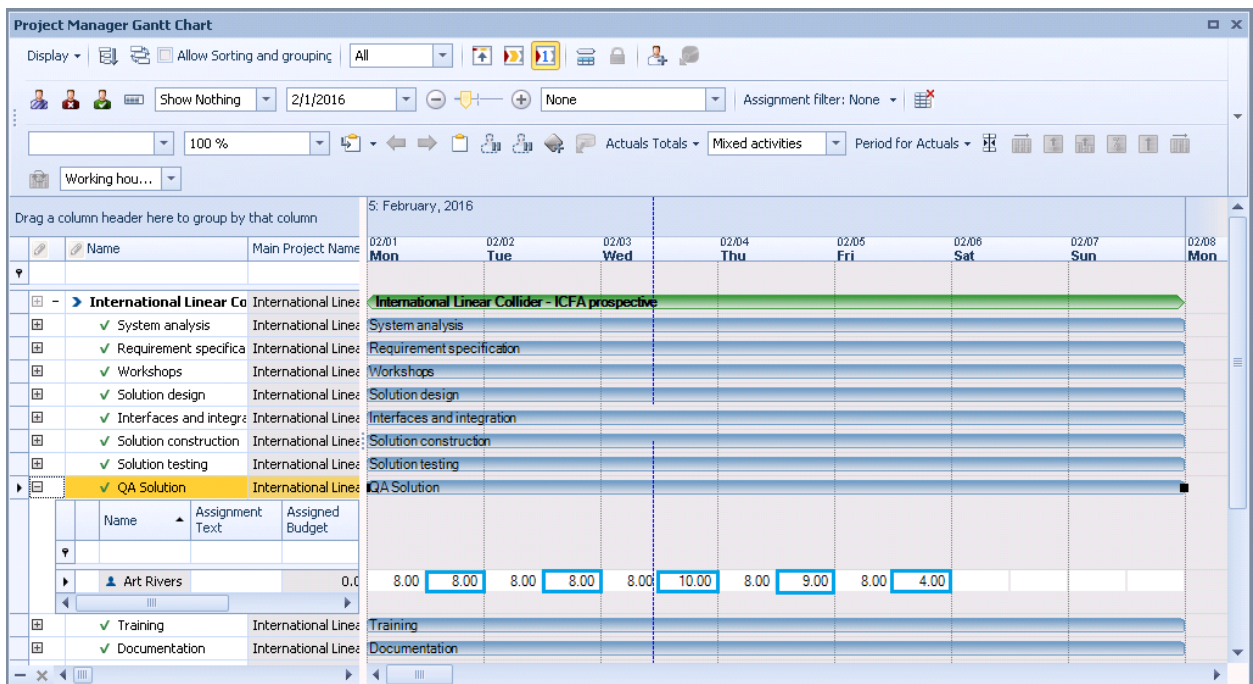 Project Manager Gantt Chart
Display Allow Sorting and grouping All
Show Nothing 2/1/2016 None Assignment filter: None
100 % Actuals Totals Mixed activities Period for Actuals
Working hou...
Drag a column header here to group by that column 5: February, 2016
Name Main Project Name 02/01 Mon 02/02 Tue 02/03 Wed 02/04 Thu 02/05 Fri 02/06 Sat 02/07 Sun 02/08 Mon
International Linear Co International Linea International Linear Collider - ICFA prospective
System analysis International Linea System analysis
Requirement specifica International Linea Requirement specification
Workshops International Linea Workshops
Solution design International Linea Solution design
Interfaces and integra International Linea Interfaces and integration
Solution construction International Linea Solution construction
Solution testing International Linea Solution testing
QA Solution International Linea QA Solution
Name Assignment Text Assigned Budget
Art Rivers 0.0 8.00 8.00 8.00 8.00 8.00 10.00 8.00 9.00 8.00 4.00
Training International Linea Training
Documentation International Linea Documentation